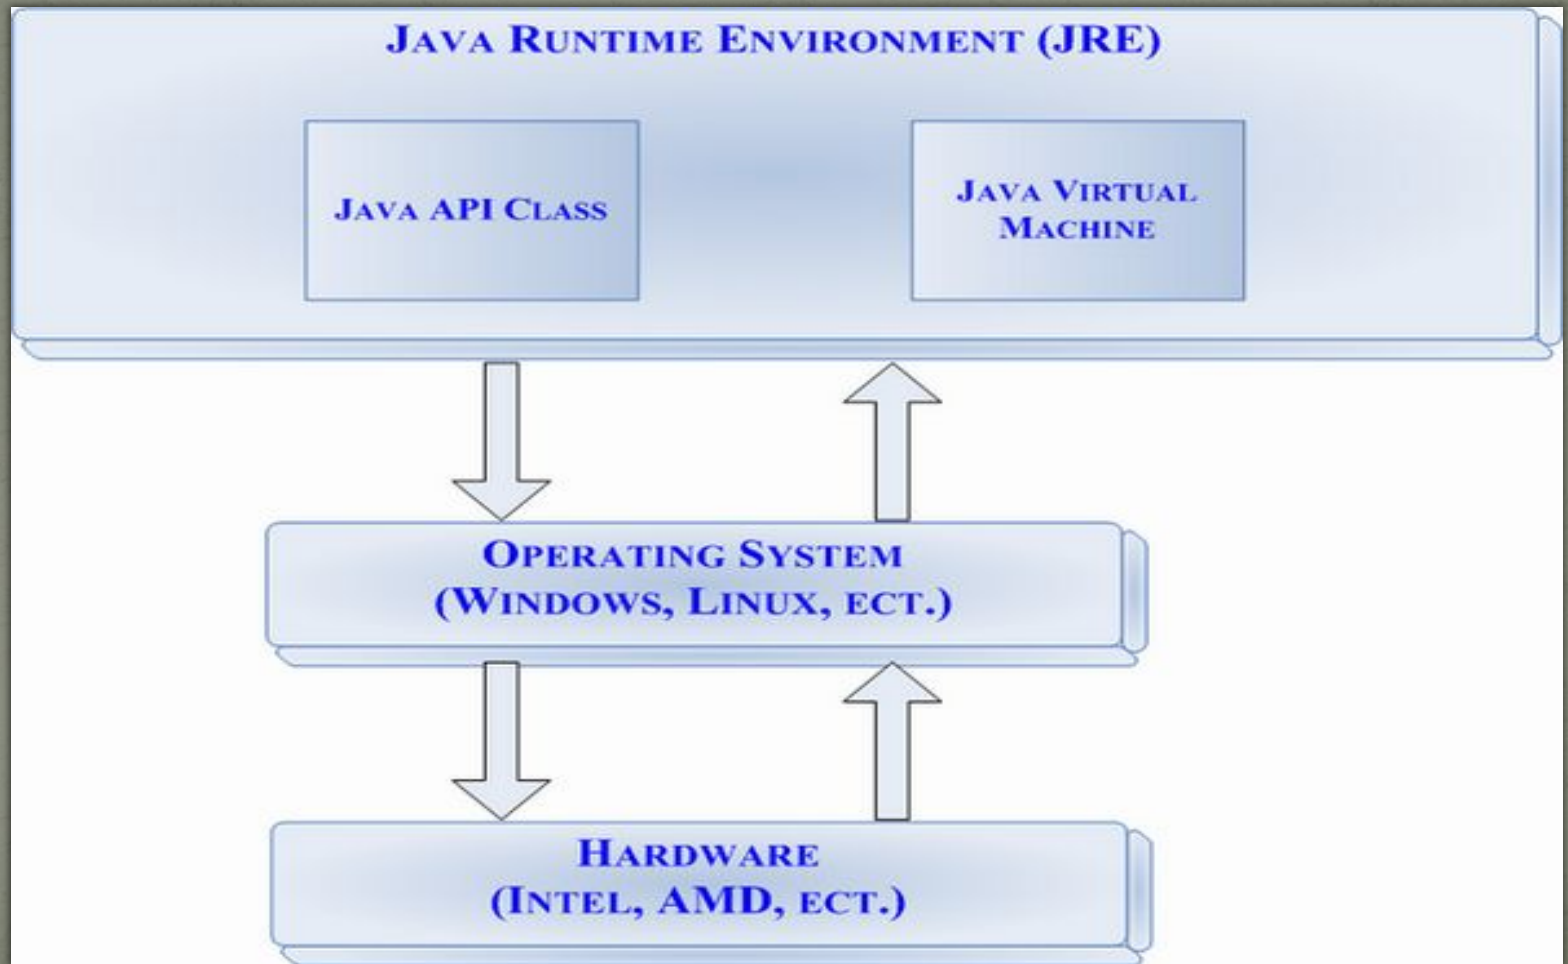 Java Runtime Environment (JRE)
Java API Class
Java Virtual
Machine
Operating System
(Windows, Linux, ect.)
Hardware
(Intel, AMD, ect.)